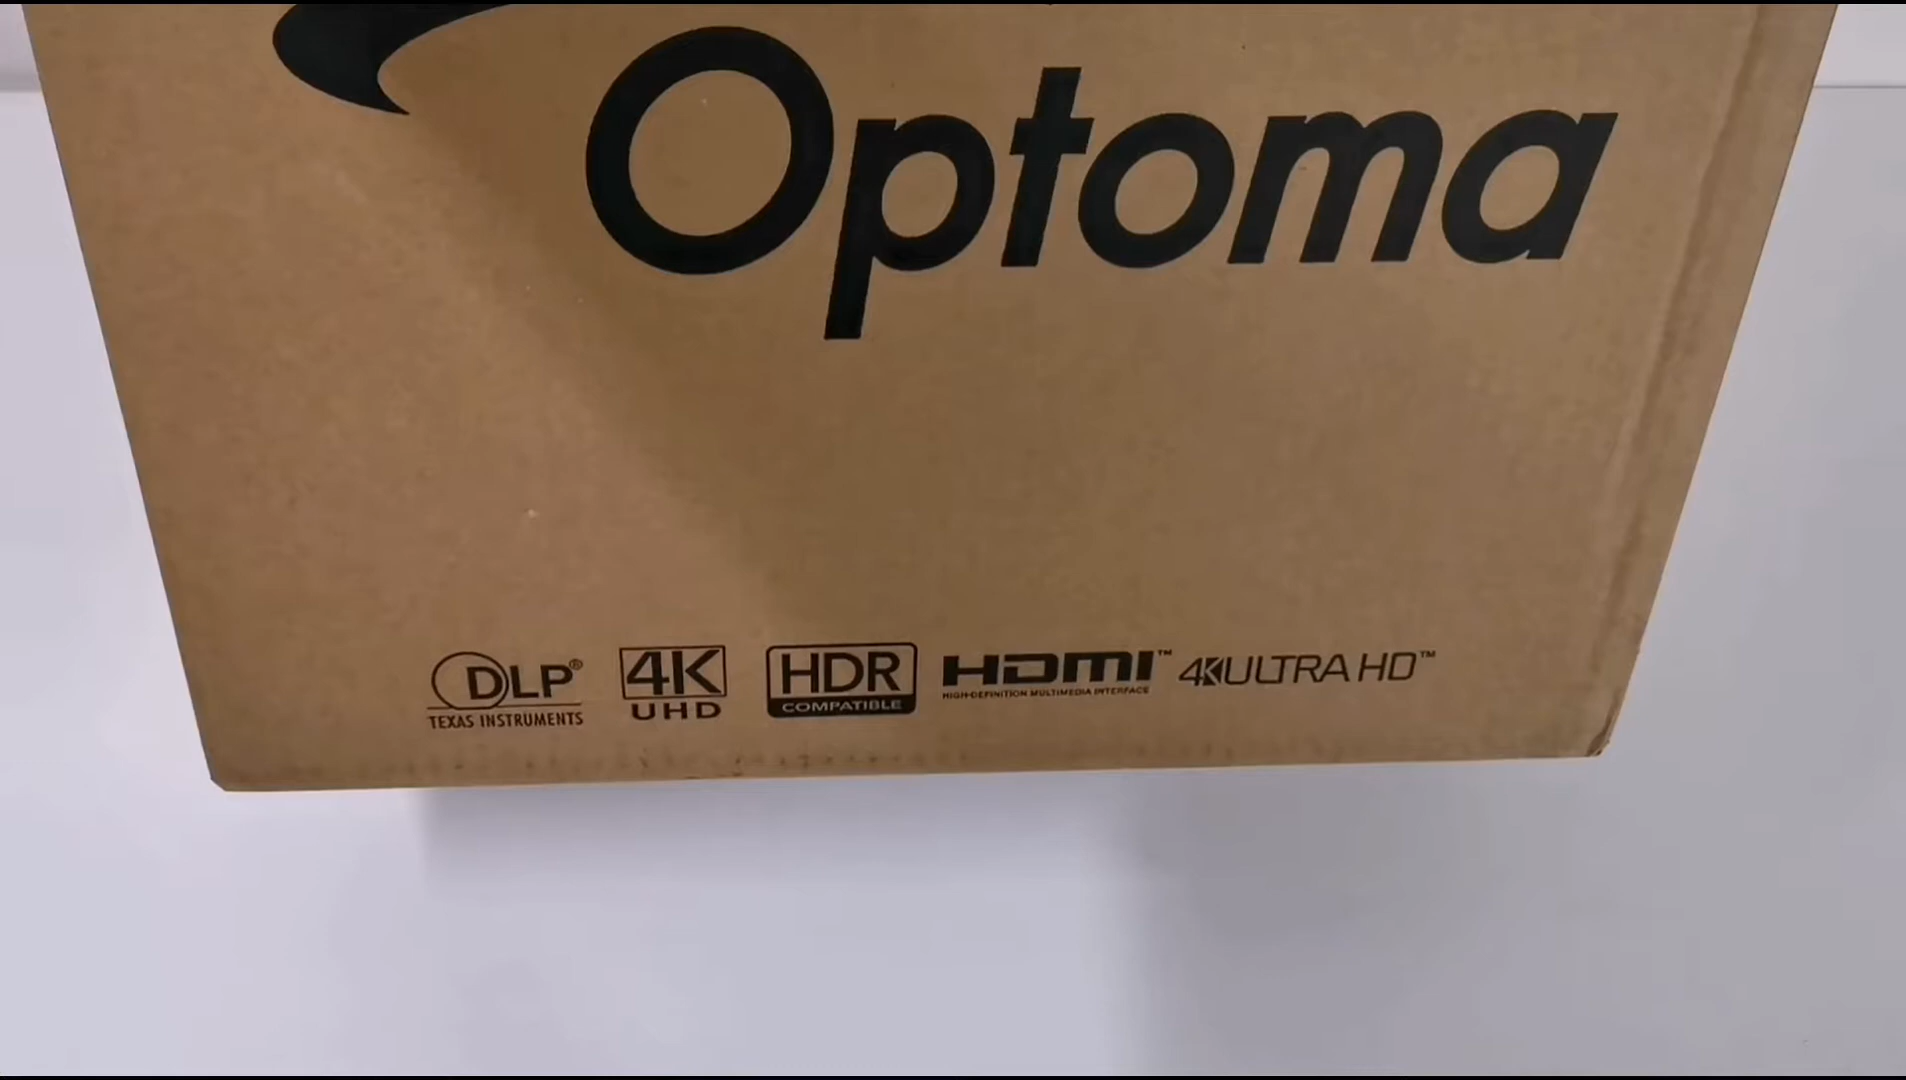 Optoma
DLP®
TEXAS INSTRUMENTS
4K
UHD
HDR
COMPATIBLE
HDMI™
HIGH-DEFINITION MULTIMEDIA INTERFACE
4K ULTRA HD™